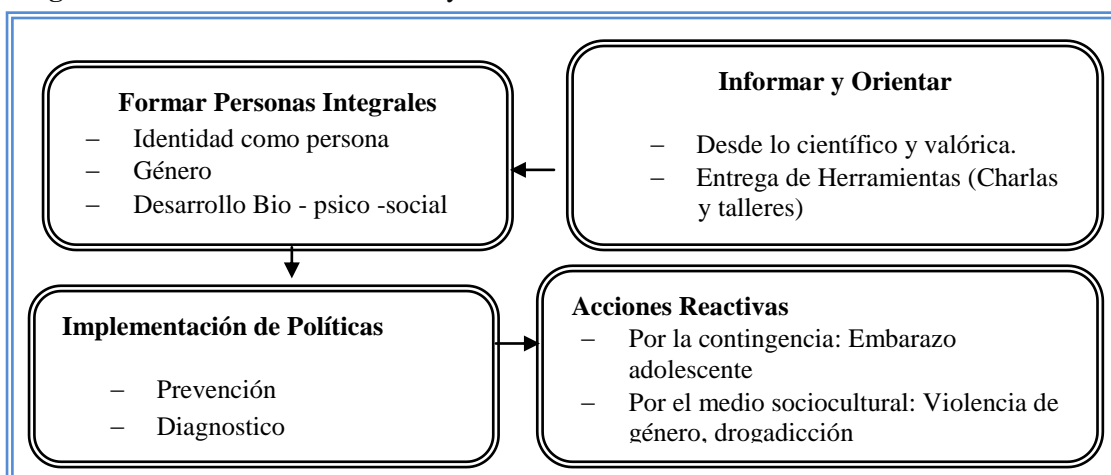 Formar Personas Integrales
– Identidad como persona
– Género
– Desarrollo Bio - psico -social
Informar y Orientar
– Desde lo científico y valórica.
– Entrega de Herramientas (Charlas
y talleres)
Implementación de Políticas
– Prevención
– Diagnostico
Acciones Reactivas
– Por la contingencia: Embarazo
adolescente
– Por el medio sociocultural: Violencia de
género, drogadicción